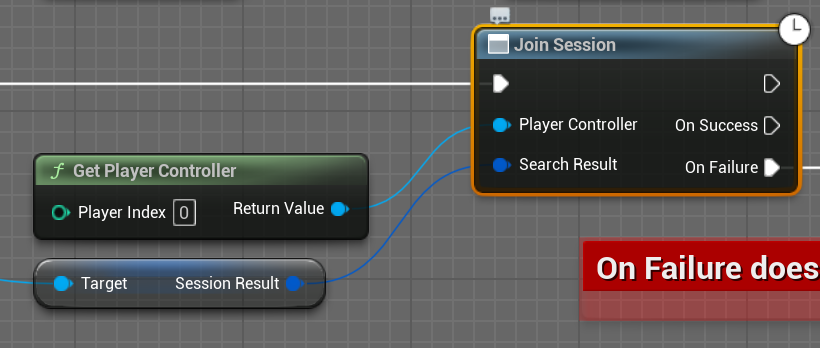 Join Session
Player Controller On Success
Search Result On Failure
f Get Player Controller
Player Index 0 Return Value
Target Session Result
On Failure does